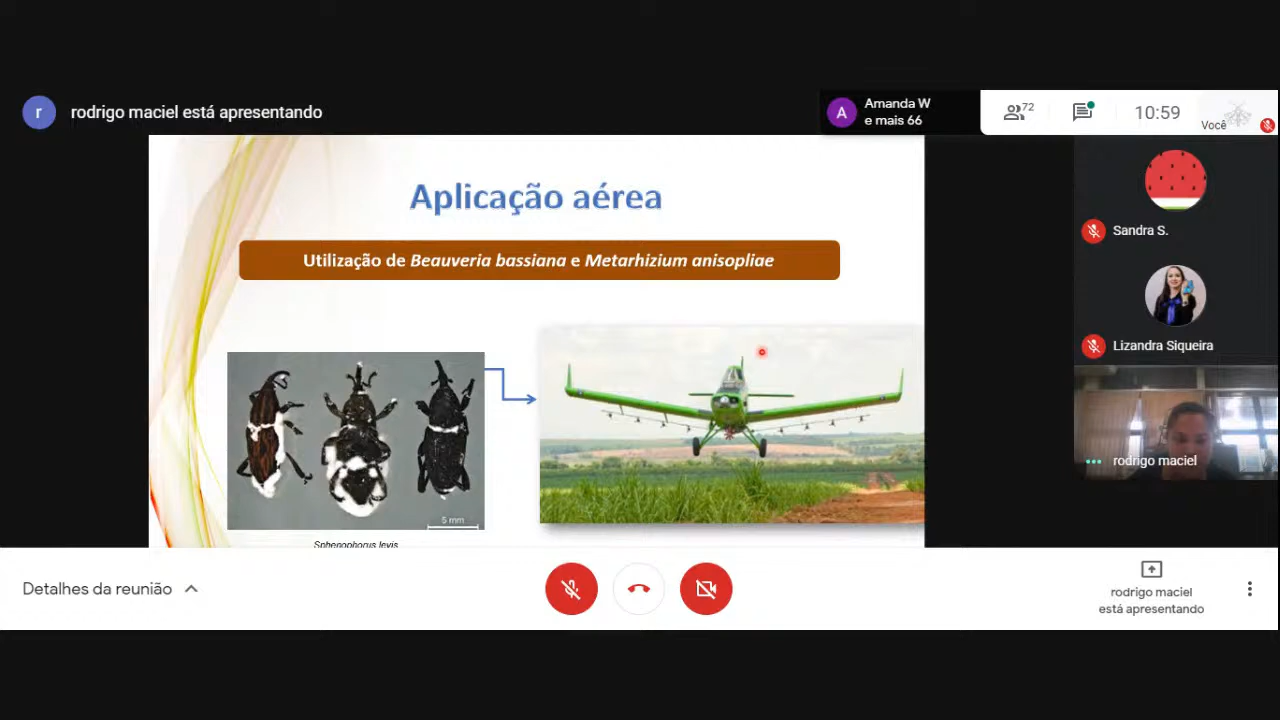 r
rodrigo maciel está apresentando
A
Amanda W
e mais 66
72
10:59
Você
Aplicação aérea
Utilização de Beauveria bassiana e Metarhizium anisopliae
5 mm
Sphenophorus levis
Sandra S.
Lizandra Siqueira
rodrigo maciel
Detalhes da reunião
rodrigo maciel
está apresentando